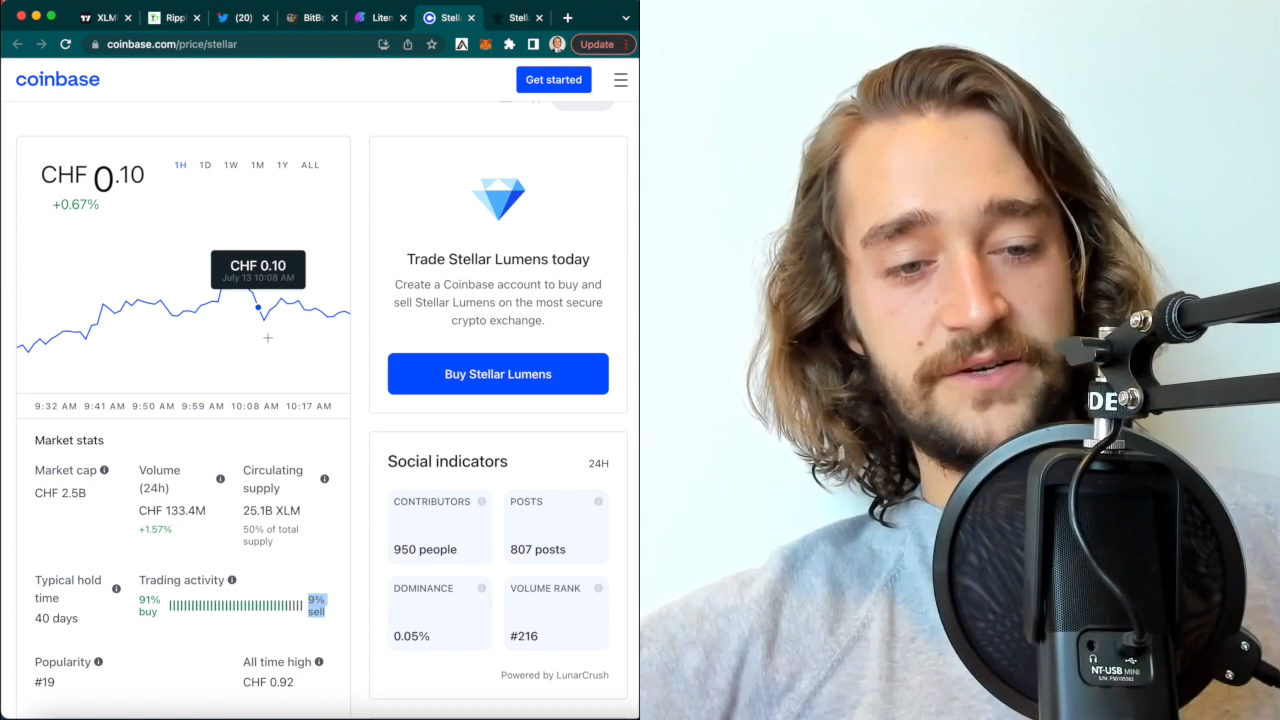 XLM
Rippl
(20)
BitBo
Liten
Stell
Stell
coinbase.com/price/stellar
Update
coinbase
Get started
CHF 0.10
1H 1D 1W 1M 1Y ALL
+0.67%
CHF 0.10
July 13 10:08 AM
9:32 AM 9:41 AM 9:50 AM 9:59 AM 10:08 AM 10:17 AM
Trade Stellar Lumens today
Create a Coinbase account to buy and
sell Stellar Lumens on the most secure
crypto exchange.
Buy Stellar Lumens
Market stats
Market cap
CHF 2.5B
Volume
(24h)
CHF 133.4M
+1.57%
Circulating
supply
25.1B XLM
50% of total
supply
Typical hold
time
40 days
Trading activity
91%
buy
9%
sell
Popularity
#19
All time high
CHF 0.92
Social indicators
24H
CONTRIBUTORS
950 people
POSTS
807 posts
DOMINANCE
0.05%
VOLUME RANK
#216
Powered by LunarCrush
DE
NT-USB MINI